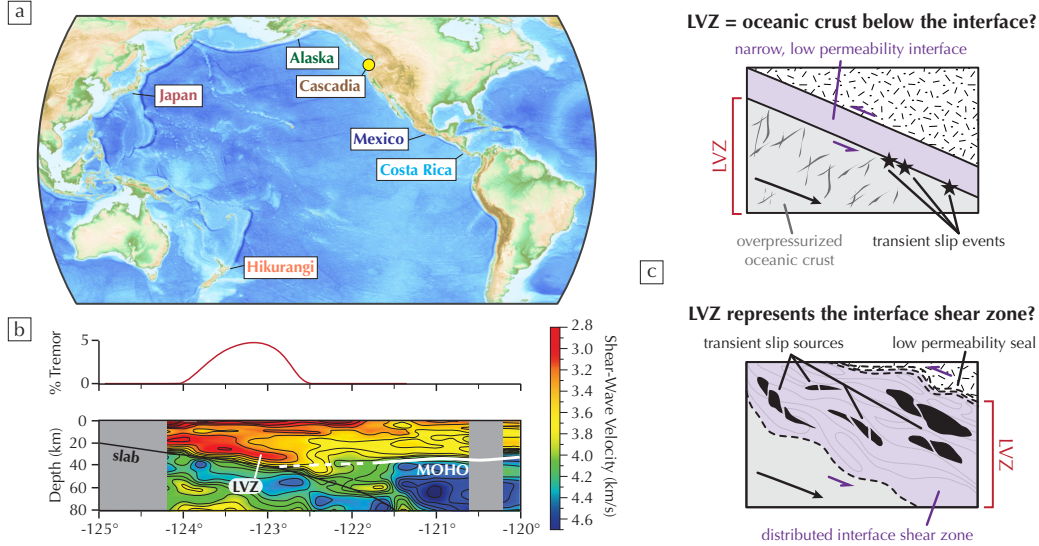 a
Alaska
Cascadia
Japan
Mexico
Costa Rica
Hikurangi
b
% Tremor
5
0
Depth (km)
0
20
40
60
80
slab
LVZ
MOHO
-125°
-124°
-123°
-122°
-121°
-120°
2.8
3.0
3.2
3.4
3.6
3.8
4.0
4.2
4.4
4.6
Shear-Wave Velocity (km/s)
c
LVZ = oceanic crust below the interface?
narrow, low permeability interface
LVZ
overpressurized
oceanic crust
transient slip events
LVZ represents the interface shear zone?
transient slip sources
low permeability seal
LVZ
distributed interface shear zone